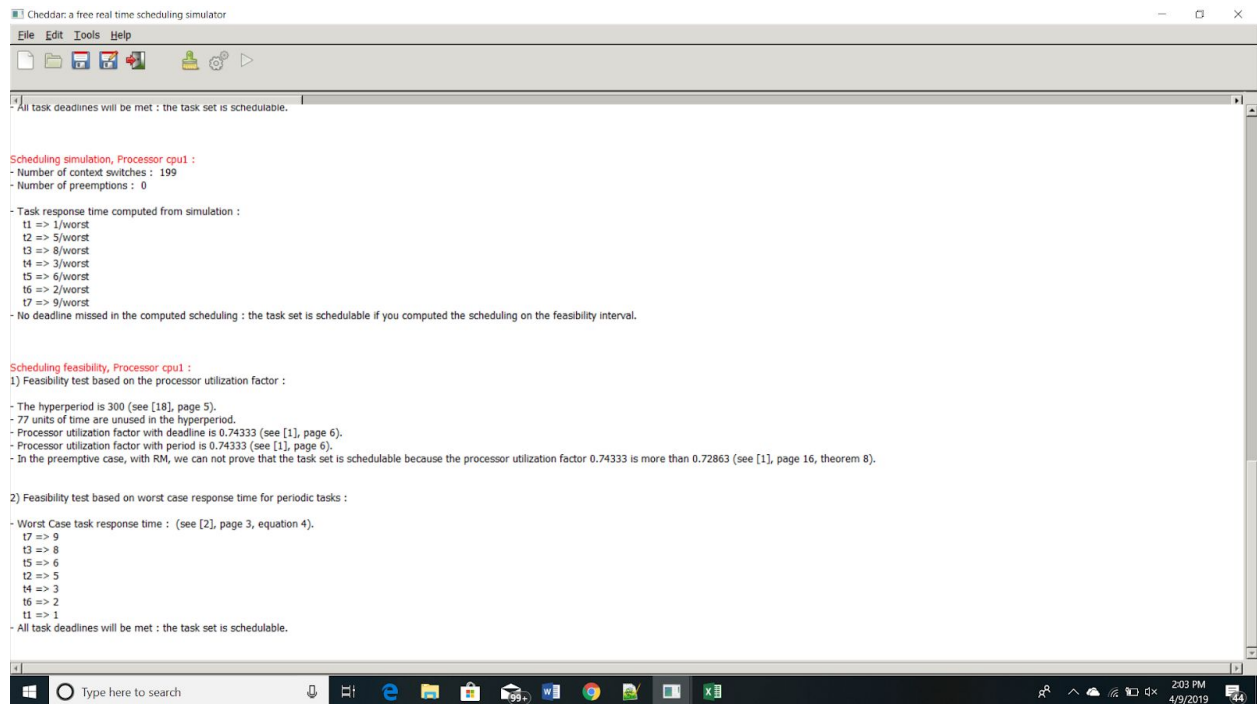 Cheddar: a free real time scheduling simulator
File Edit Tools Help
- All task deadlines will be met : the task set is schedulable.
Scheduling simulation, Processor cpu1 :
- Number of context switches : 199
- Number of preemptions : 0
- Task response time computed from simulation :
t1 => 1/worst
t2 => 5/worst
t3 => 8/worst
t4 => 3/worst
t5 => 6/worst
t6 => 2/worst
t7 => 9/worst
- No deadline missed in the computed scheduling : the task set is schedulable if you computed the scheduling on the feasibility interval.
Scheduling feasibility, Processor cpu1 :
1) Feasibility test based on the processor utilization factor :
- The hyperperiod is 300 (see [18], page 5).
- 77 units of time are unused in the hyperperiod.
- Processor utilization factor with deadline is 0.74333 (see [1], page 6).
- Processor utilization factor with period is 0.74333 (see [1], page 6).
- In the preemptive case, with RM, we can not prove that the task set is schedulable because the processor utilization factor 0.74333 is more than 0.72863 (see [1], page 16, theorem 8).
2) Feasibility test based on worst case response time for periodic tasks :
- Worst Case task response time : (see [2], page 3, equation 4).
t7 => 9
t3 => 8
t5 => 6
t2 => 5
t4 => 3
t6 => 2
t1 => 1
- All task deadlines will be met : the task set is schedulable.
Type here to search
99+
2:03 PM
4/9/2019
44